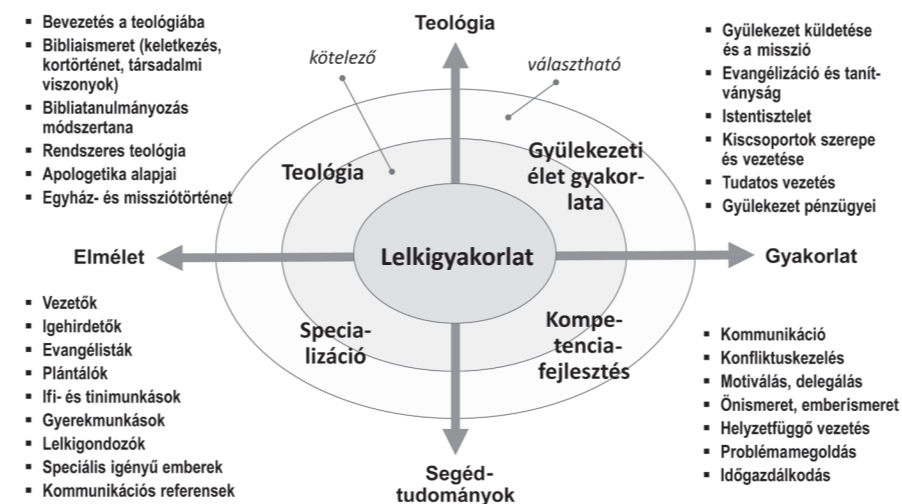 ▪ Bevezetés a teológiába
▪ Bibliaismeret (keletkezés,
kortörténet, társadalmi
viszonyok)
▪ Bibliatanulmányozás
módszertana
▪ Rendszeres teológia
▪ Apologetika alapjai
▪ Egyház- és missziótörténet
Teológia
kötelező
választható
▪ Gyülekezet küldetése
és a misszió
▪ Evangélizáció és tanít-
ványság
▪ Istentisztelet
▪ Kiscsoportok szerepe
és vezetése
▪ Tudatos vezetés
▪ Gyülekezet pénzügyei
Teológia
Gyülekezeti
élet gyakor-
lata
Elmélet
Lelkigyakorlat
Gyakorlat
Specia-
lizáció
Kompe-
tencia-
fejlesztés
▪ Vezetők
▪ Igehirdetők
▪ Evangélisták
▪ Plántálók
▪ Ifi- és tinimunkások
▪ Gyerekmunkások
▪ Lelkigondozók
▪ Speciális igényű emberek
▪ Kommunikációs referensek
Segéd-
tudományok
▪ Kommunikáció
▪ Konfliktuskezelés
▪ Motiválás, delegálás
▪ Önismeret, emberismeret
▪ Helyzetfüggő vezetés
▪ Problémamegoldás
▪ Időgazdálkodás